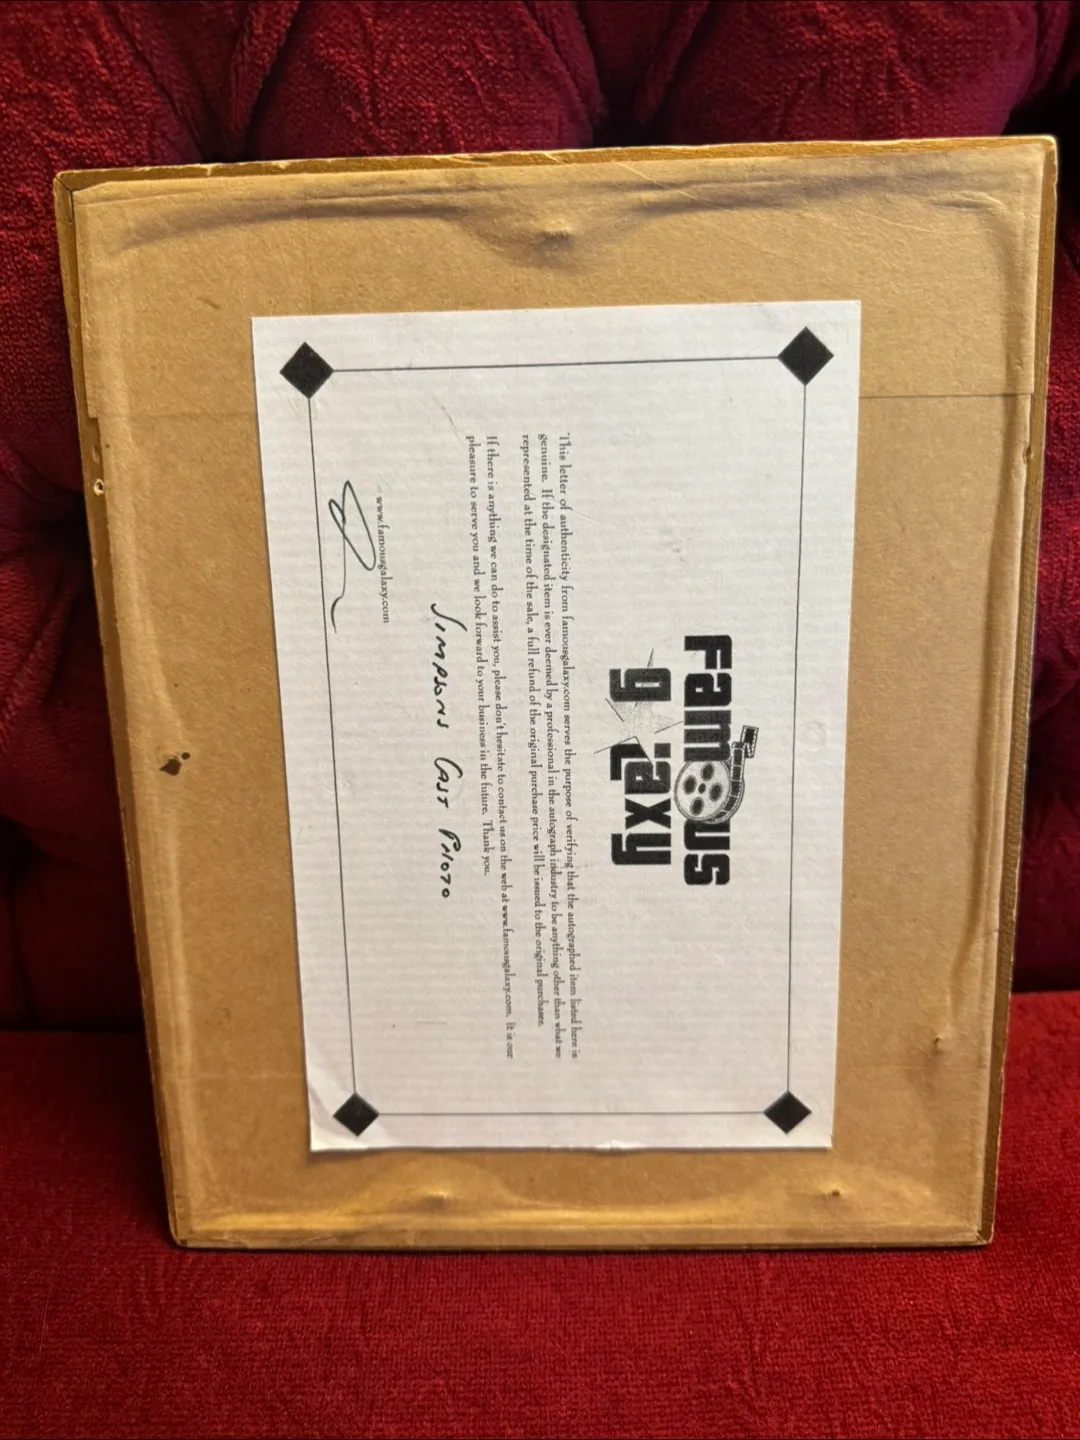 Famous
galaxy
This letter of authenticity from famousgalaxy.com serves the purpose of verifying that the autographed item listed here is
genuine. If the designated item is ever deemed by a professional in the autograph industry to be anything other than what we
represented at the time of the sale, a full refund of the original purchase price will be issued to the original purchaser.
If there is anything we can do to assist you, please don't hesitate to contact us on the web at www.famousgalaxy.com. It is our
pleasure to serve you and we look forward to your business in the future. Thank you.
SIMPSONS CAST PHOTO
www.famousgalaxy.com